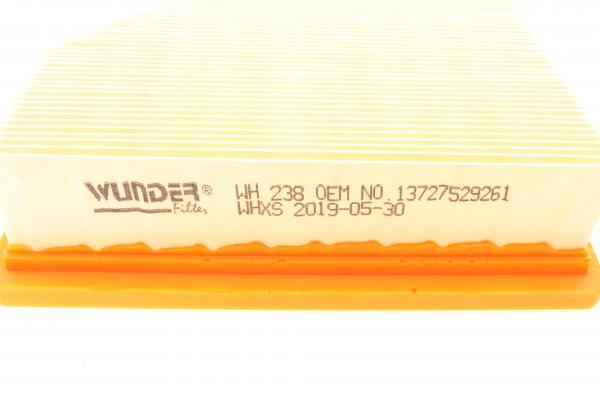 WUNDER® WH 238 OEM NO. 13727529261
Filter WHXS 2019-05-30